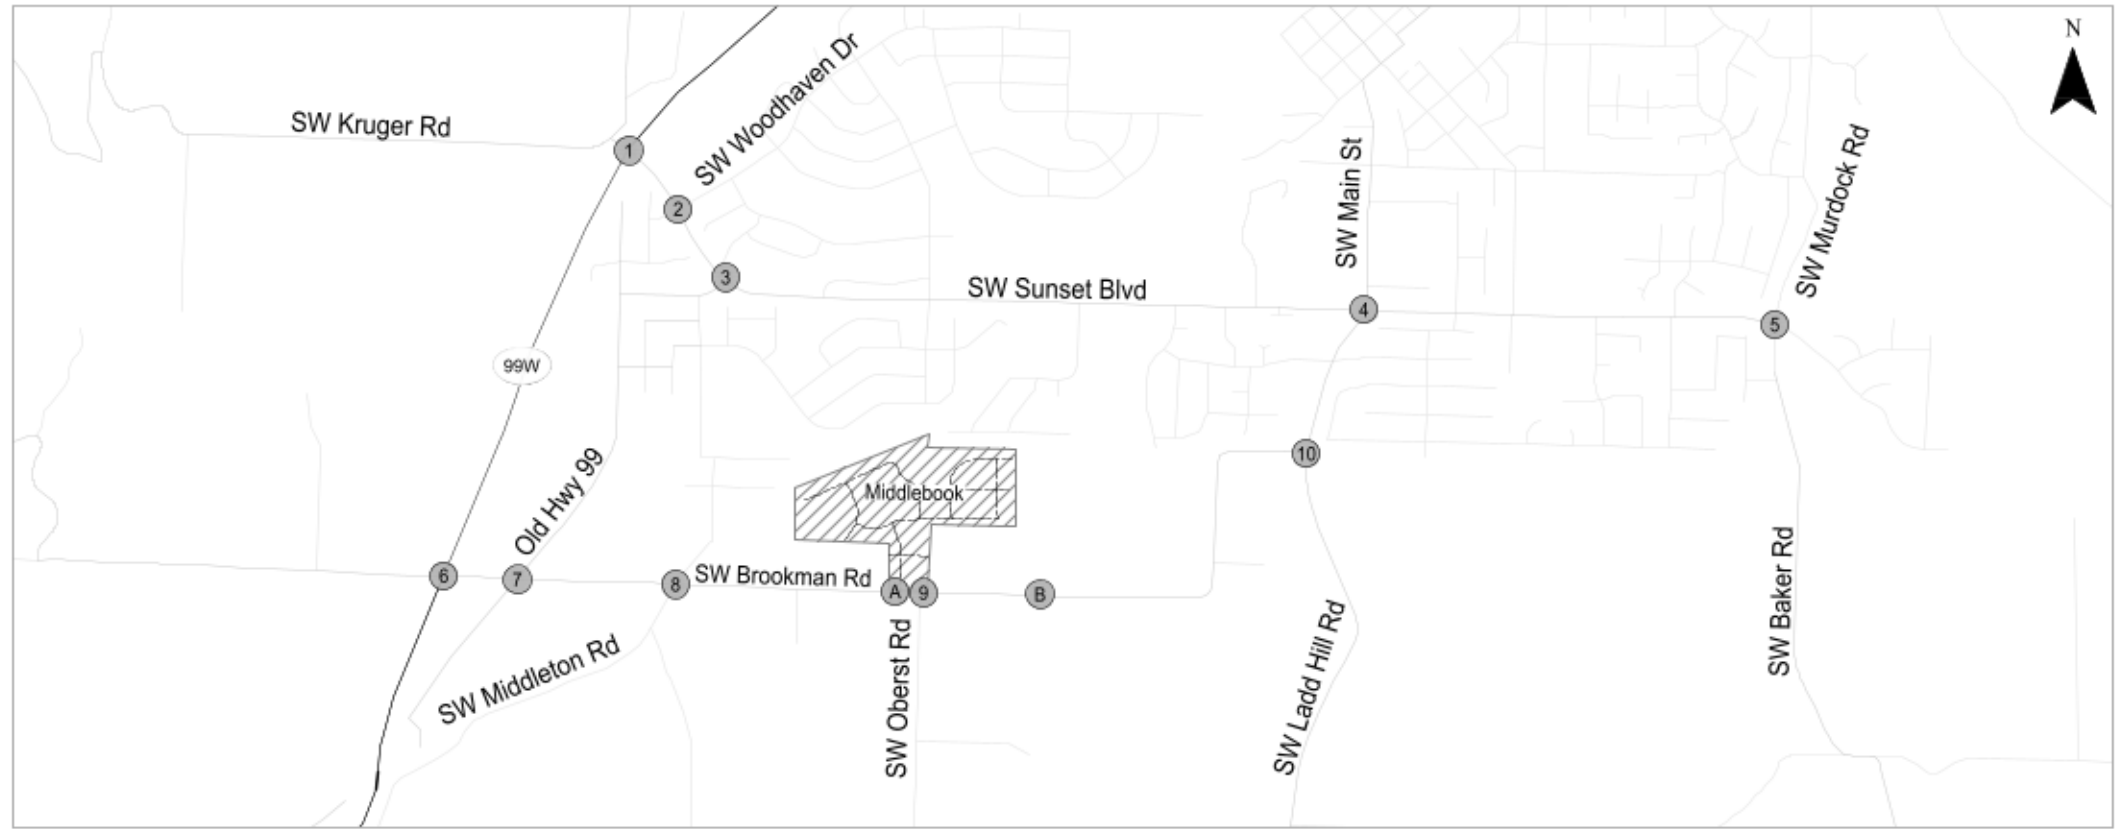 N
SW Woodhaven Dr
SW Kruger Rd
1
SW Main St
SW Murdock Rd
2
3
SW Sunset Blvd
4
5
99W
10
Old Hwy 99
Middlebook
6
7
8
SW Brookman Rd
A
9
B
SW Baker Rd
SW Middleton Rd
SW Oberst Rd
SW Ladd Hill Rd